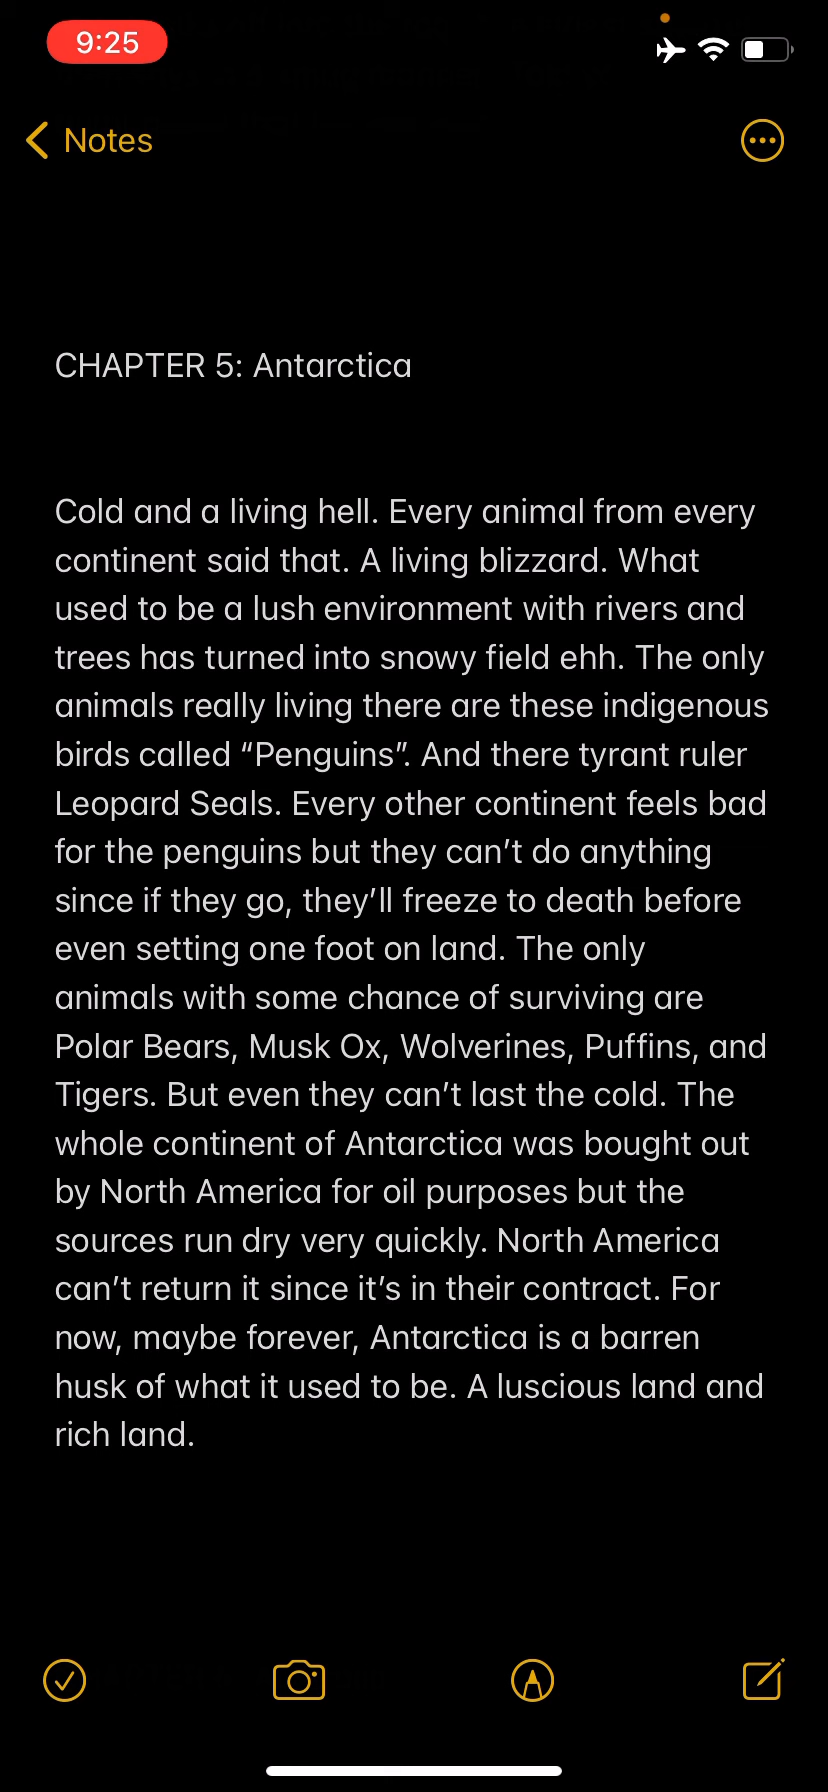 9:25
Notes
CHAPTER 5: Antarctica
Cold and a living hell. Every animal from every
continent said that. A living blizzard. What
used to be a lush environment with rivers and
trees has turned into snowy field ehh. The only
animals really living there are these indigenous
birds called “Penguins”. And there tyrant ruler
Leopard Seals. Every other continent feels bad
for the penguins but they can’t do anything
since if they go, they’ll freeze to death before
even setting one foot on land. The only
animals with some chance of surviving are
Polar Bears, Musk Ox, Wolverines, Puffins, and
Tigers. But even they can’t last the cold. The
whole continent of Antarctica was bought out
by North America for oil purposes but the
sources run dry very quickly. North America
can’t return it since it’s in their contract. For
now, maybe forever, Antarctica is a barren
husk of what it used to be. A luscious land and
rich land.